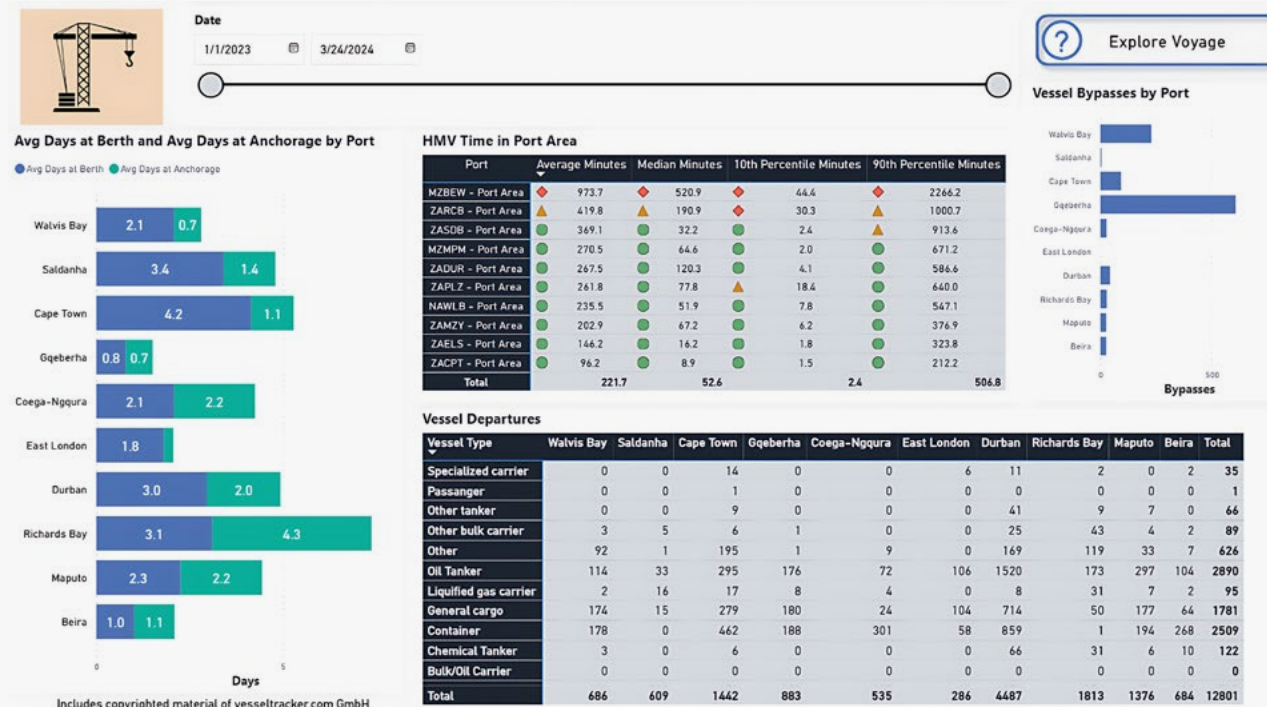 Date
1/1/2023 3/24/2024
? Explore Voyage
Avg Days at Berth and Avg Days at Anchorage by Port
Avg Days at Berth Avg Days at Anchorage
Walvis Bay 2.1 0.7
Saldanha 3.4 1.4
Cape Town 4.2 1.1
Gqeberha 0.8 0.7
Coega-Ngqura 2.1 2.2
East London 1.8
Durban 3.0 2.0
Richards Bay 3.1 4.3
Maputo 2.3 2.2
Beira 1.0 1.1
0 5
Days
Includes copyrighted material of vesseltracker.com GmbH
HMV Time in Port Area
Port Average Minutes Median Minutes 10th Percentile Minutes 90th Percentile Minutes
MZBEW - Port Area 973.7 520.9 44.4 2266.2
ZARCB - Port Area 419.8 190.9 30.3 1000.7
ZASDB - Port Area 369.1 32.2 2.4 913.6
MZMPM - Port Area 270.5 64.6 2.0 671.2
ZADUR - Port Area 267.5 120.3 4.1 586.6
ZAPLZ - Port Area 261.8 77.8 18.4 640.0
NAWLB - Port Area 235.5 51.9 7.8 547.1
ZAMZY - Port Area 202.9 67.2 6.2 376.9
ZAELS - Port Area 146.2 16.2 1.8 323.8
ZACPT - Port Area 96.2 8.9 1.5 212.2
Total 221.7 52.6 2.4 506.8
Vessel Bypasses by Port
Walvis Bay
Saldanha
Cape Town
Gqeberha
Coega-Ngqura
East London
Durban
Richards Bay
Maputo
Beira
0 500
Bypasses
Vessel Departures
Vessel Type Walvis Bay Saldanha Cape Town Gqeberha Coega-Ngqura East London Durban Richards Bay Maputo Beira Total
Specialized carrier 0 0 14 0 0 6 11 2 0 2 35
Passanger 0 0 1 0 0 0 0 0 0 0 1
Other tanker 0 0 9 0 0 0 41 9 7 0 66
Other bulk carrier 3 5 6 1 0 0 25 43 4 2 89
Other 92 1 195 1 9 0 169 119 33 7 626
Oil Tanker 114 33 295 176 72 106 1520 173 297 104 2890
Liquified gas carrier 2 16 17 8 4 0 8 31 7 2 95
General cargo 174 15 279 180 24 104 714 50 177 64 1781
Container 178 0 462 188 301 58 859 1 194 268 2509
Chemical Tanker 3 0 6 0 0 0 66 31 6 10 122
Bulk/Oil Carrier 0 0 0 0 0 0 0 0 0 0 0
Total 686 609 1442 883 535 286 4487 1813 1376 684 12801